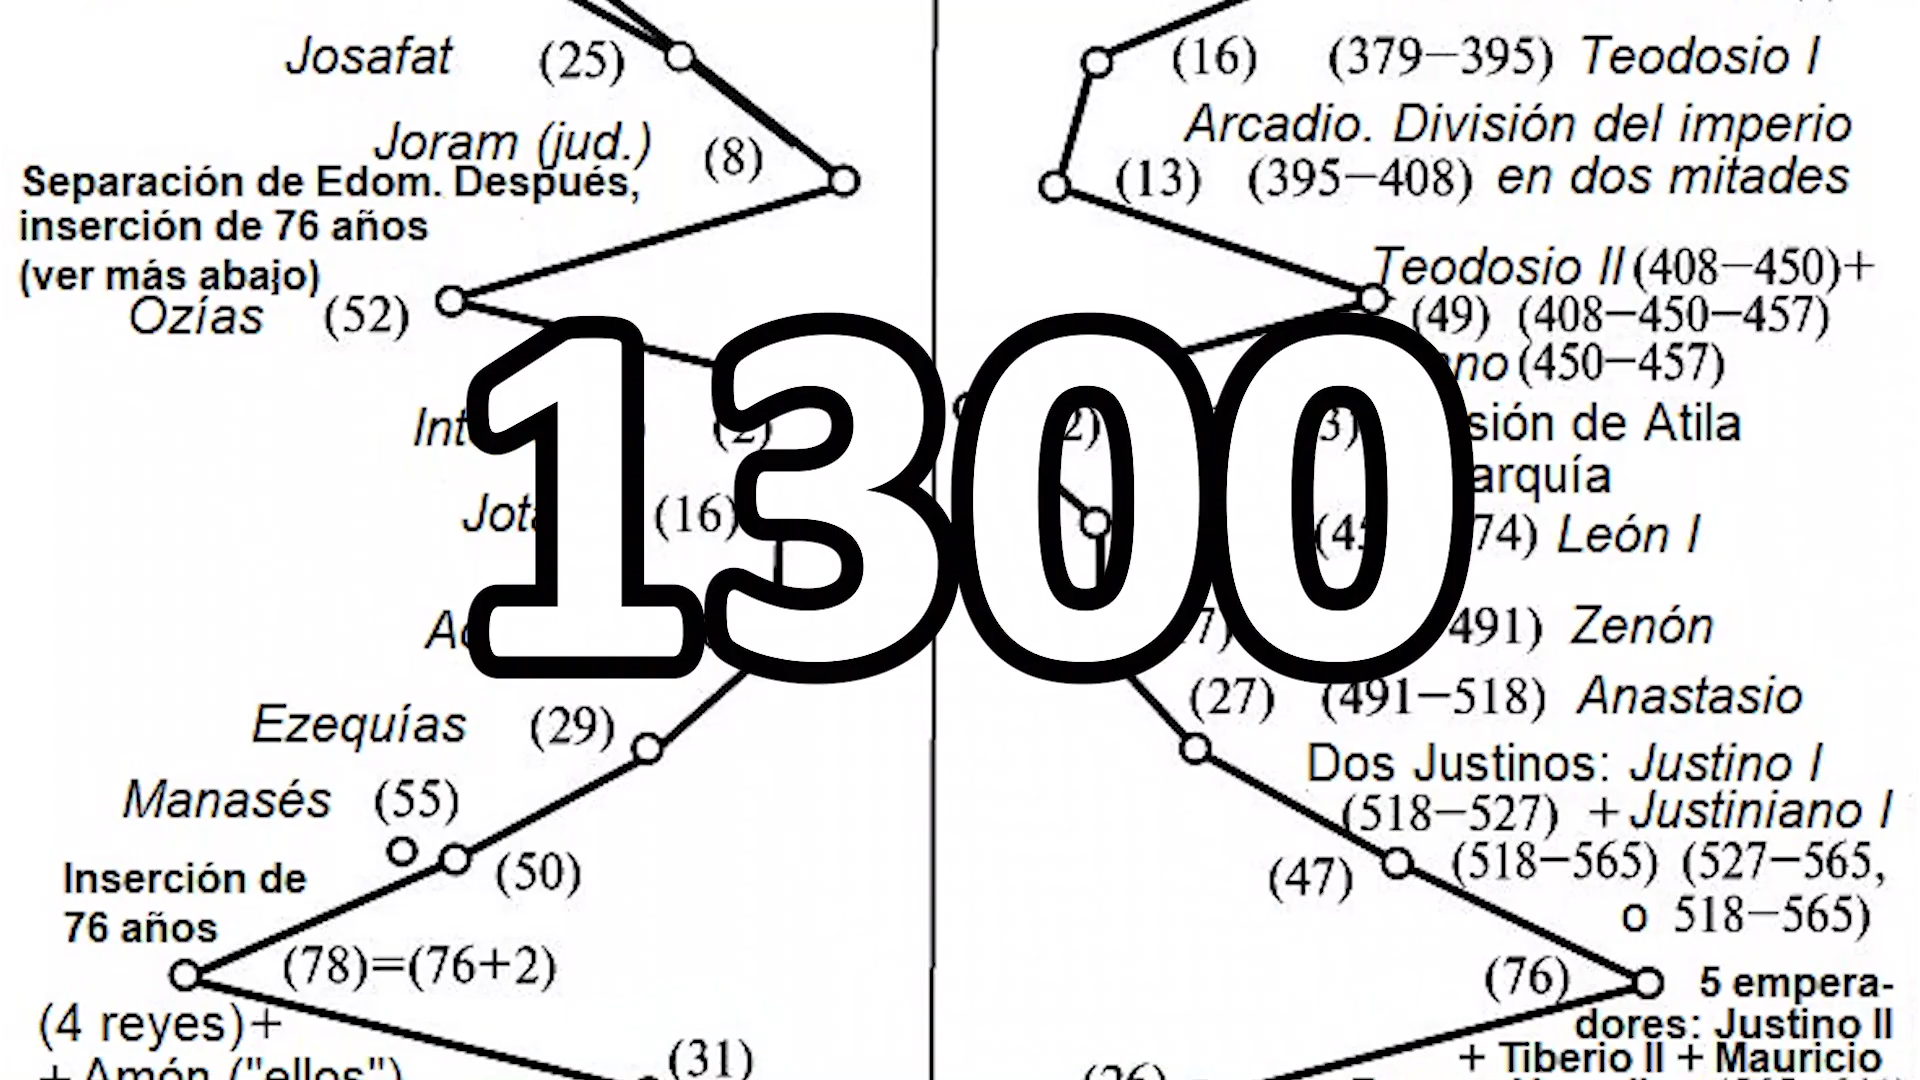 Josafat (25)
Joram (jud.) (8)
Separación de Edom. Después,
inserción de 76 años
(ver más abajo)
Ozías (52)
(2)
(16)
Ezequías (29)
Manasés (55)
(50)
Inserción de
76 años
(78)=(76+2)
(4 reyes)+
+ Amón ("ellos")
(31)
1300
(16) (379–395) Teodosio I
Arcadio. División del imperio
(13) (395–408) en dos mitades
Teodosio II (408–450)+
(49) (408–450–457)
(450–457)
de Atila
León I
491) Zenón
(27) (491–518) Anastasio
Dos Justinos: Justino I
(518–527) + Justiniano I
(47) (518–565) (527–565,
o 518–565)
(76) 5 empera-
dores: Justino II
+ Tiberio II + Mauricio